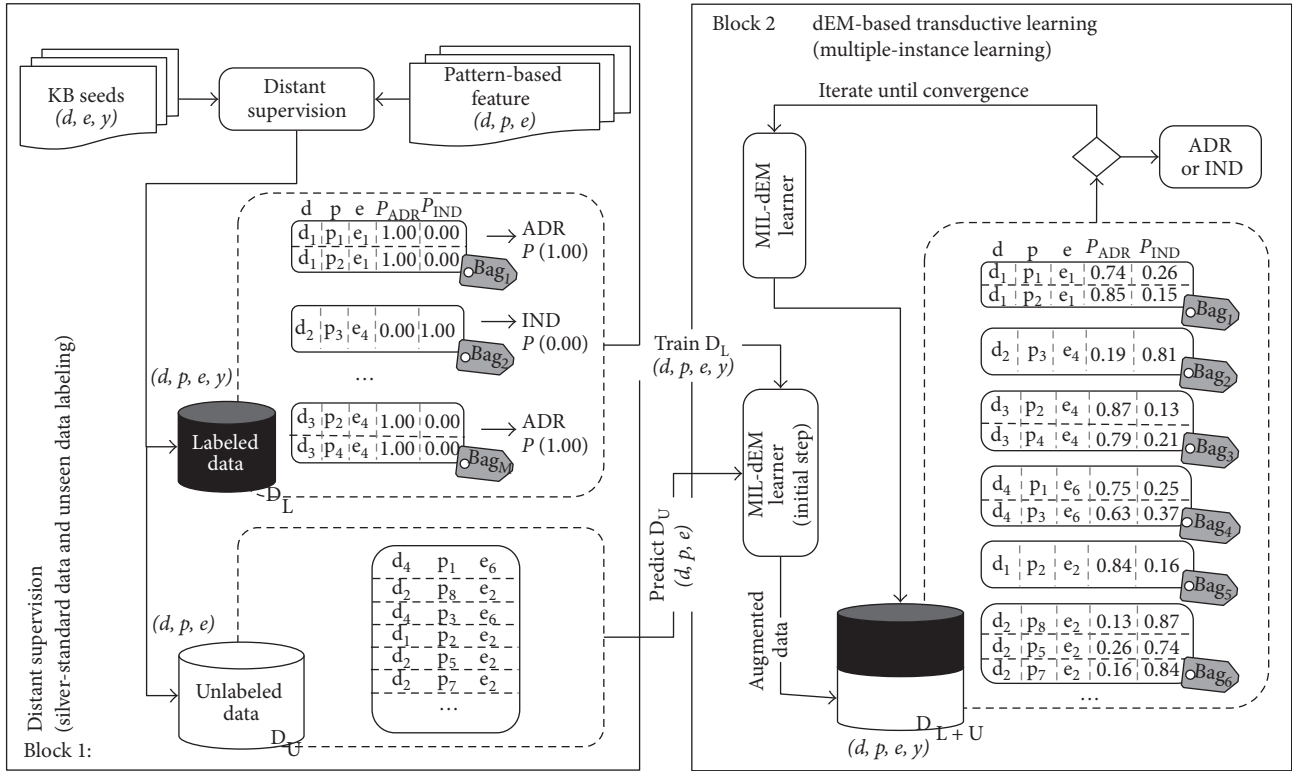 KB seeds
(d, e, y)
Distant
supervision
Pattern-based
feature
(d, p, e)
d p e P_ADR P_IND
d1 p1 e1 1.00 0.00
d1 p2 e1 1.00 0.00
Bag1
ADR
P (1.00)
d2 p3 e4 0.00 1.00
Bag2
IND
P (0.00)
...
d3 p2 e4 1.00 0.00
d3 p4 e4 1.00 0.00
BagM
ADR
P (1.00)
(d, p, e, y)
Labeled
data
D_L
d4 p1 e6
d2 p8 e2
d4 p3 e6
d1 p2 e2
d2 p5 e2
d2 p7 e2
...
(d, p, e)
Unlabeled
data
D_U
Distant supervision
(silver-standard data and unseen data labeling)
Block 1:
Train D_L
(d, p, e, y)
Predict D_U
(d, p, e)
Block 2 dEM-based transductive learning
(multiple-instance learning)
Iterate until convergence
MIL-dEM
learner
ADR
or IND
MIL-dEM
learner
(initial step)
Augmented
data
d p e P_ADR P_IND
d1 p1 e1 0.74 0.26
d1 p2 e1 0.85 0.15
Bag1
d2 p3 e4 0.19 0.81
Bag2
d3 p2 e4 0.87 0.13
d3 p4 e4 0.79 0.21
Bag3
d4 p1 e6 0.75 0.25
d4 p3 e6 0.63 0.37
Bag4
d1 p2 e2 0.84 0.16
Bag5
d2 p8 e2 0.13 0.87
d2 p5 e2 0.26 0.74
d2 p7 e2 0.16 0.84
Bag6
...
D_L + U
(d, p, e, y)